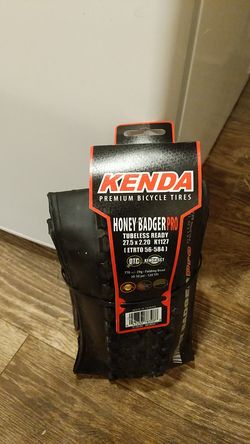 KENDA
PREMIUM BICYCLE TIRES
HONEY BADGER PRO
TUBELESS READY
27.5 x 2.20 K1127
[ ETRTO 56-584 ]
DTC